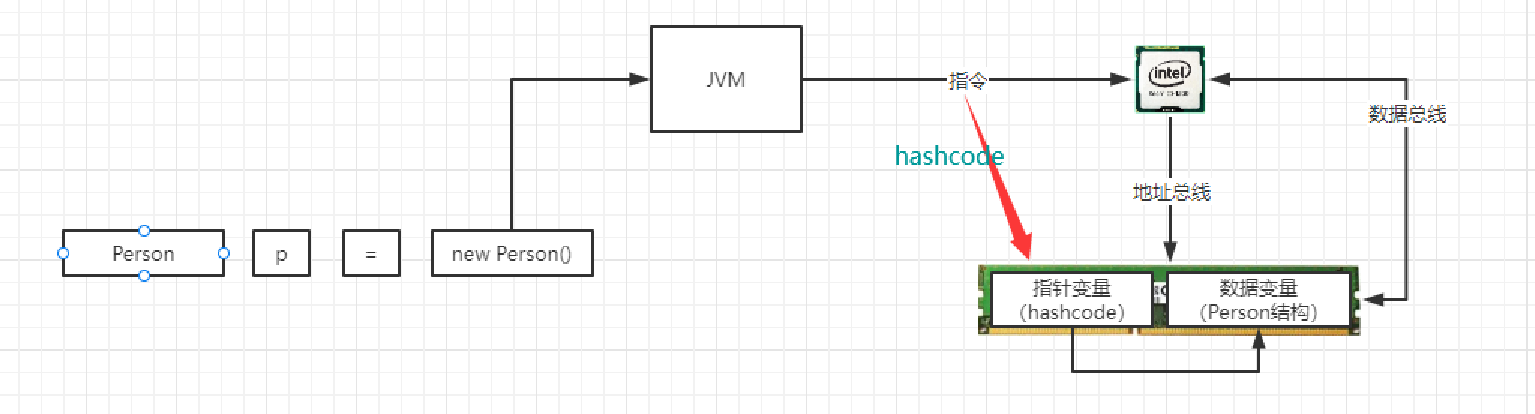 JVM
指令
intel
数据总线
hashcode
地址总线
Person
p
=
new Person()
指针变量
（hashcode）
数据变量
（Person结构）